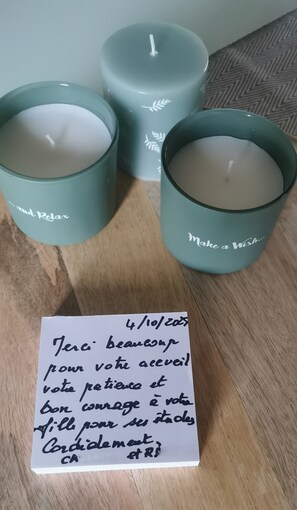 and Relax
Make a Wish...
4/10/2025
Merci beaucoup
pour votre accueil
votre patience et
bon courage à votre
fille pour ses études
Cordialement,
CA et RS